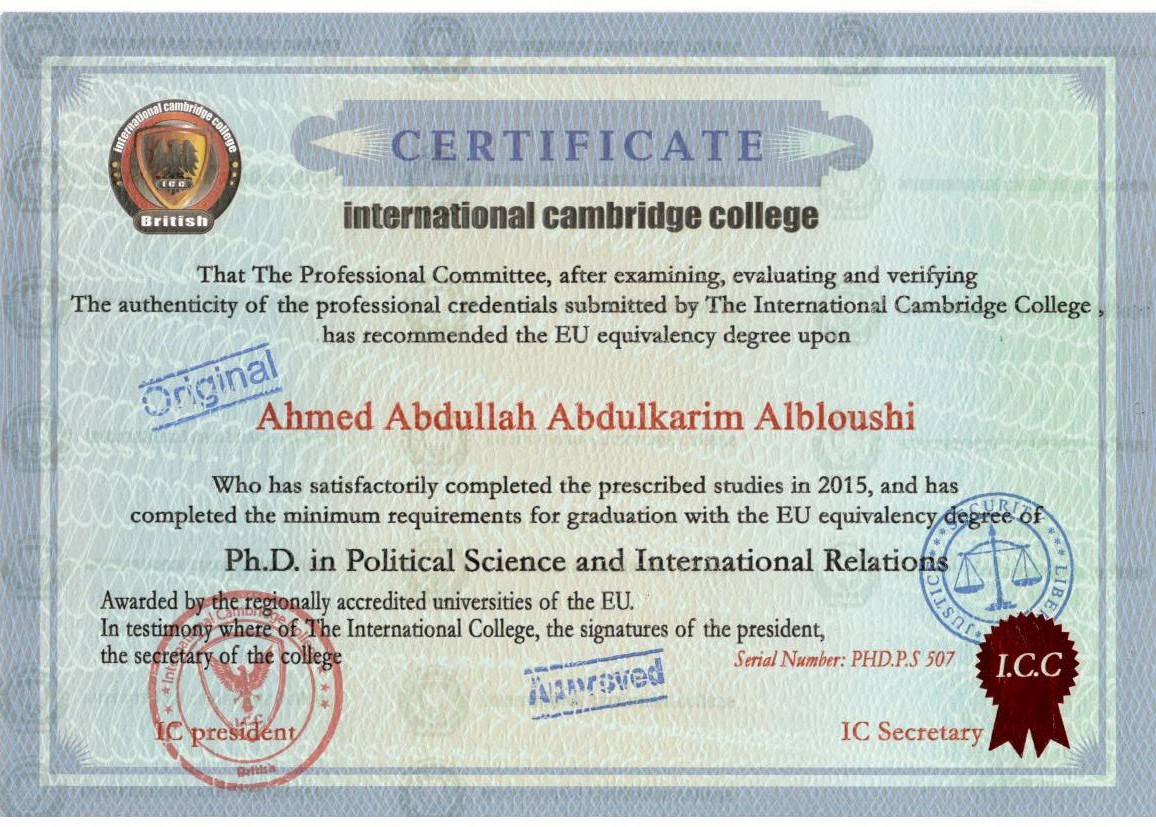 international cambridge college
I C C
British
CERTIFICATE
international cambridge college
That The Professional Committee, after examining, evaluating and verifying
The authenticity of the professional credentials submitted by The International Cambridge College ,
has recommended the EU equivalency degree upon
Original
Ahmed Abdullah Abdulkarim Albloushi
Who has satisfactorily completed the prescribed studies in 2015, and has
completed the minimum requirements for graduation with the EU equivalency degree of
Ph.D. in Political Science and International Relations
SECURITY
JUSTICE
Awarded by the regionally accredited universities of the EU.
In testimony where of The International College, the signatures of the president,
the secretary of the college
Serial Number: PHD.P.S 507
I.C.C
Approved
International Cambridge College
I.C.C
British
IC president
IC Secretary